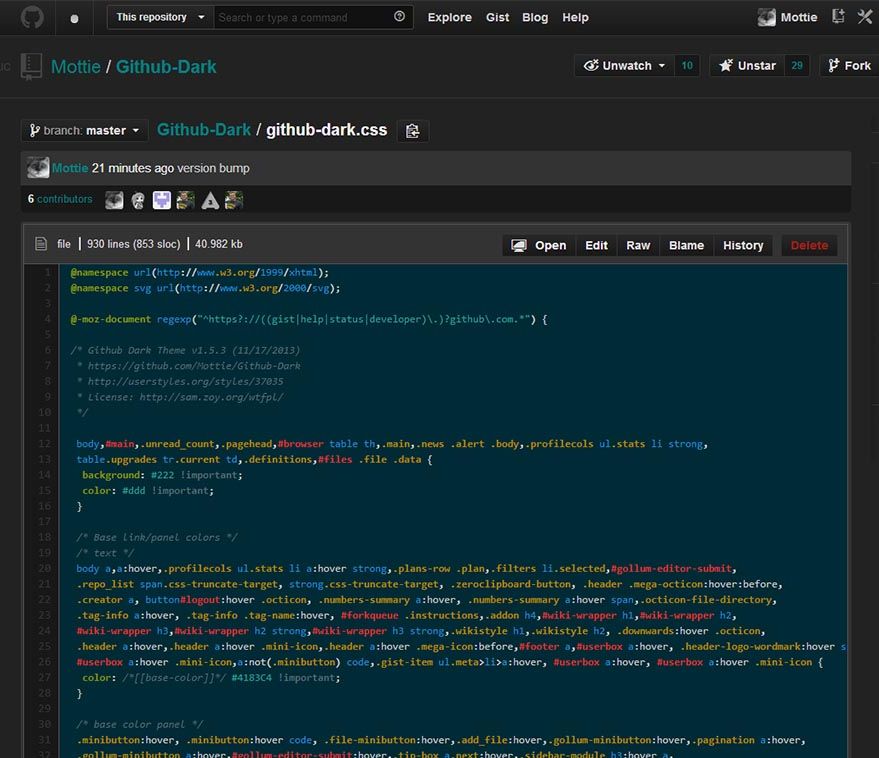 This repository Search or type a command Explore Gist Blog Help Mottie
Mottie / Github-Dark Unwatch 10 Unstar 29 Fork
branch: master Github-Dark / github-dark.css
Mottie 21 minutes ago version bump
6 contributors
file 930 lines (853 sloc) 40.982 kb Open Edit Raw Blame History Delete
1 @namespace url(http://www.w3.org/1999/xhtml);
2 @namespace svg url(http://www.w3.org/2000/svg);
3
4 @-moz-document regexp("^https?://((gist|help|status|developer)\.)?github\.com.*") {
5
6 /* Github Dark Theme v1.5.3 (11/17/2013)
7 * https://github.com/Mottie/Github-Dark
8 * http://userstyles.org/styles/37035
9 * License: http://sam.zoy.org/wtfpl/
10 */
11
12 body,#main,.unread_count,.pagehead,#browser table th,.main,.news .alert .body,.profilecols ul.stats li strong,
13 table.upgrades tr.current td,.definitions,#files .file .data {
14 background: #222 !important;
15 color: #ddd !important;
16 }
17
18 /* Base link/panel colors */
19 /* text */
20 body a,a:hover,.profilecols ul.stats li a:hover strong,.plans-row .plan,.filters li.selected,#gollum-editor-submit,
21 .repo_list span.css-truncate-target, strong.css-truncate-target, .zeroclipboard-button, .header .mega-octicon:hover:before,
22 .creator a, button#logout:hover .octicon, .numbers-summary a:hover, .numbers-summary a:hover span,.octicon-file-directory,
23 .tag-info a:hover, .tag-info .tag-name:hover, #forkqueue .instructions,.addon h4,#wiki-wrapper h1,#wiki-wrapper h2,
24 #wiki-wrapper h3,#wiki-wrapper h2 strong,#wiki-wrapper h3 strong,.wikistyle h1,.wikistyle h2, .downwards:hover .octicon,
25 .header a:hover,.header a:hover .mini-icon,.header a:hover .mega-icon:before,#footer a,#userbox a:hover, .header-logo-wordmark:hover s
26 #userbox a:hover .mini-icon,a:not(.minibutton) code,.gist-item ul.meta>li>a:hover, #userbox a:hover, #userbox a:hover .mini-icon {
27 color: /*[[base-color]]*/ #4183C4 !important;
28 }
29
30 /* base color panel */
31 .minibutton:hover, .minibutton:hover code, .file-minibutton:hover,.add_file:hover,.gollum-minibutton:hover,.pagination a:hover,
32 .gollum-minibutton a:hover,#gollum-editor-submit:hover,.tip-box a.next:hover,.sidebar-module h3:hover a,